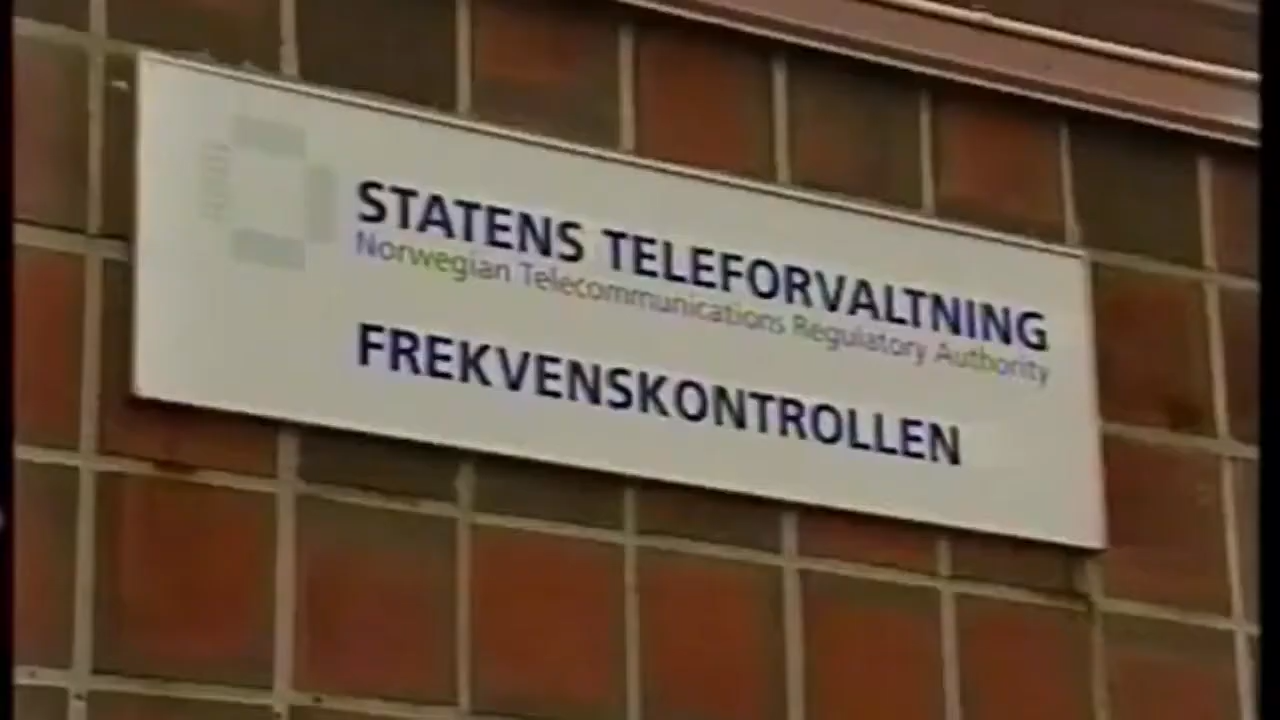 STATENS TELEFORVALTNING
Norwegian Telecommunications Regulatory Authority
FREKVENSKONTROLLEN